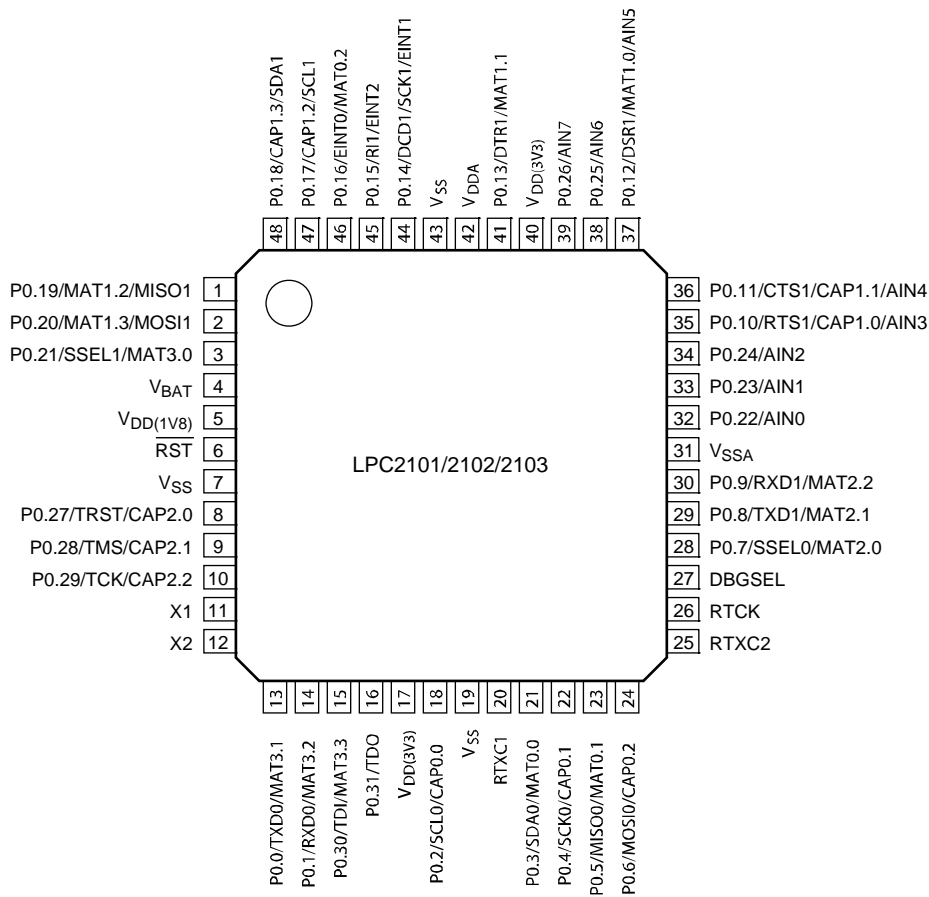 P0.18/CAP1.3/SDA1
P0.17/CAP1.2/SCL1
P0.16/EINT0/MAT0.2
P0.15/RI1/EINT2
P0.14/DCD1/SCK1/EINT1
VSS
VDDA
P0.13/DTR1/MAT1.1
VDD(3V3)
P0.26/AIN7
P0.25/AIN6
P0.12/DSR1/MAT1.0/AIN5
48
47
46
45
44
43
42
41
40
39
38
37
P0.19/MAT1.2/MISO1 1
P0.20/MAT1.3/MOSI1 2
P0.21/SSEL1/MAT3.0 3
VBAT 4
VDD(1V8) 5
RST 6
VSS 7
P0.27/TRST/CAP2.0 8
P0.28/TMS/CAP2.1 9
P0.29/TCK/CAP2.2 10
X1 11
X2 12
LPC2101/2102/2103
36 P0.11/CTS1/CAP1.1/AIN4
35 P0.10/RTS1/CAP1.0/AIN3
34 P0.24/AIN2
33 P0.23/AIN1
32 P0.22/AIN0
31 VSSA
30 P0.9/RXD1/MAT2.2
29 P0.8/TXD1/MAT2.1
28 P0.7/SSEL0/MAT2.0
27 DBGSEL
26 RTCK
25 RTXC2
13
14
15
16
17
18
19
20
21
22
23
24
P0.0/TXD0/MAT3.1
P0.1/RXD0/MAT3.2
P0.30/TDI/MAT3.3
P0.31/TDO
VDD(3V3)
P0.2/SCL0/CAP0.0
VSS
RTXC1
P0.3/SDA0/MAT0.0
P0.4/SCK0/CAP0.1
P0.5/MISO0/MAT0.1
P0.6/MOSI0/CAP0.2